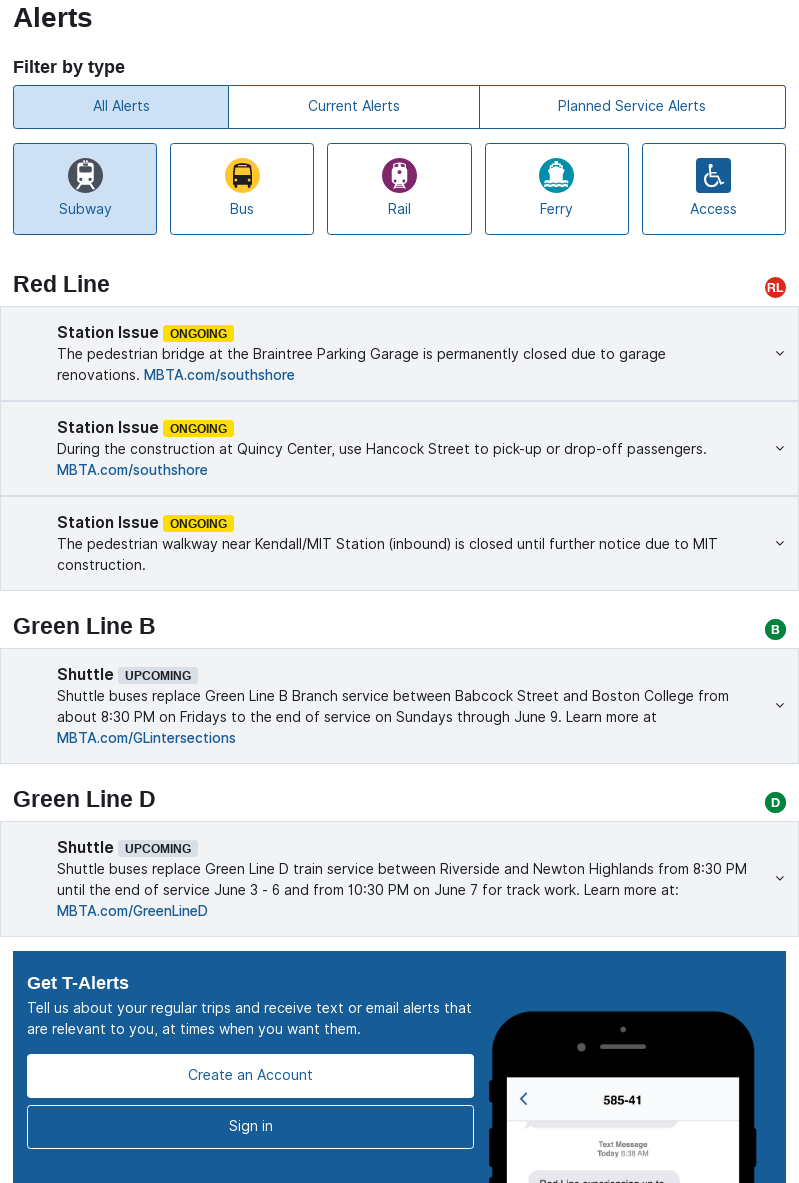 Alerts
Filter by type
All Alerts
Current Alerts
Planned Service Alerts
Subway
Bus
Rail
Ferry
Access
Red Line
RL
Station Issue ONGOING
The pedestrian bridge at the Braintree Parking Garage is permanently closed due to garage
renovations. MBTA.com/southshore
Station Issue ONGOING
During the construction at Quincy Center, use Hancock Street to pick-up or drop-off passengers.
MBTA.com/southshore
Station Issue ONGOING
The pedestrian walkway near Kendall/MIT Station (inbound) is closed until further notice due to MIT
construction.
Green Line B
B
Shuttle UPCOMING
Shuttle buses replace Green Line B Branch service between Babcock Street and Boston College from
about 8:30 PM on Fridays to the end of service on Sundays through June 9. Learn more at
MBTA.com/GLintersections
Green Line D
D
Shuttle UPCOMING
Shuttle buses replace Green Line D train service between Riverside and Newton Highlands from 8:30 PM
until the end of service June 3 - 6 and from 10:30 PM on June 7 for track work. Learn more at:
MBTA.com/GreenLineD
Get T-Alerts
Tell us about your regular trips and receive text or email alerts that
are relevant to you, at times when you want them.
Create an Account
Sign in
585-41
Text Message
Today 8:38 AM
Red Line experiencing up to